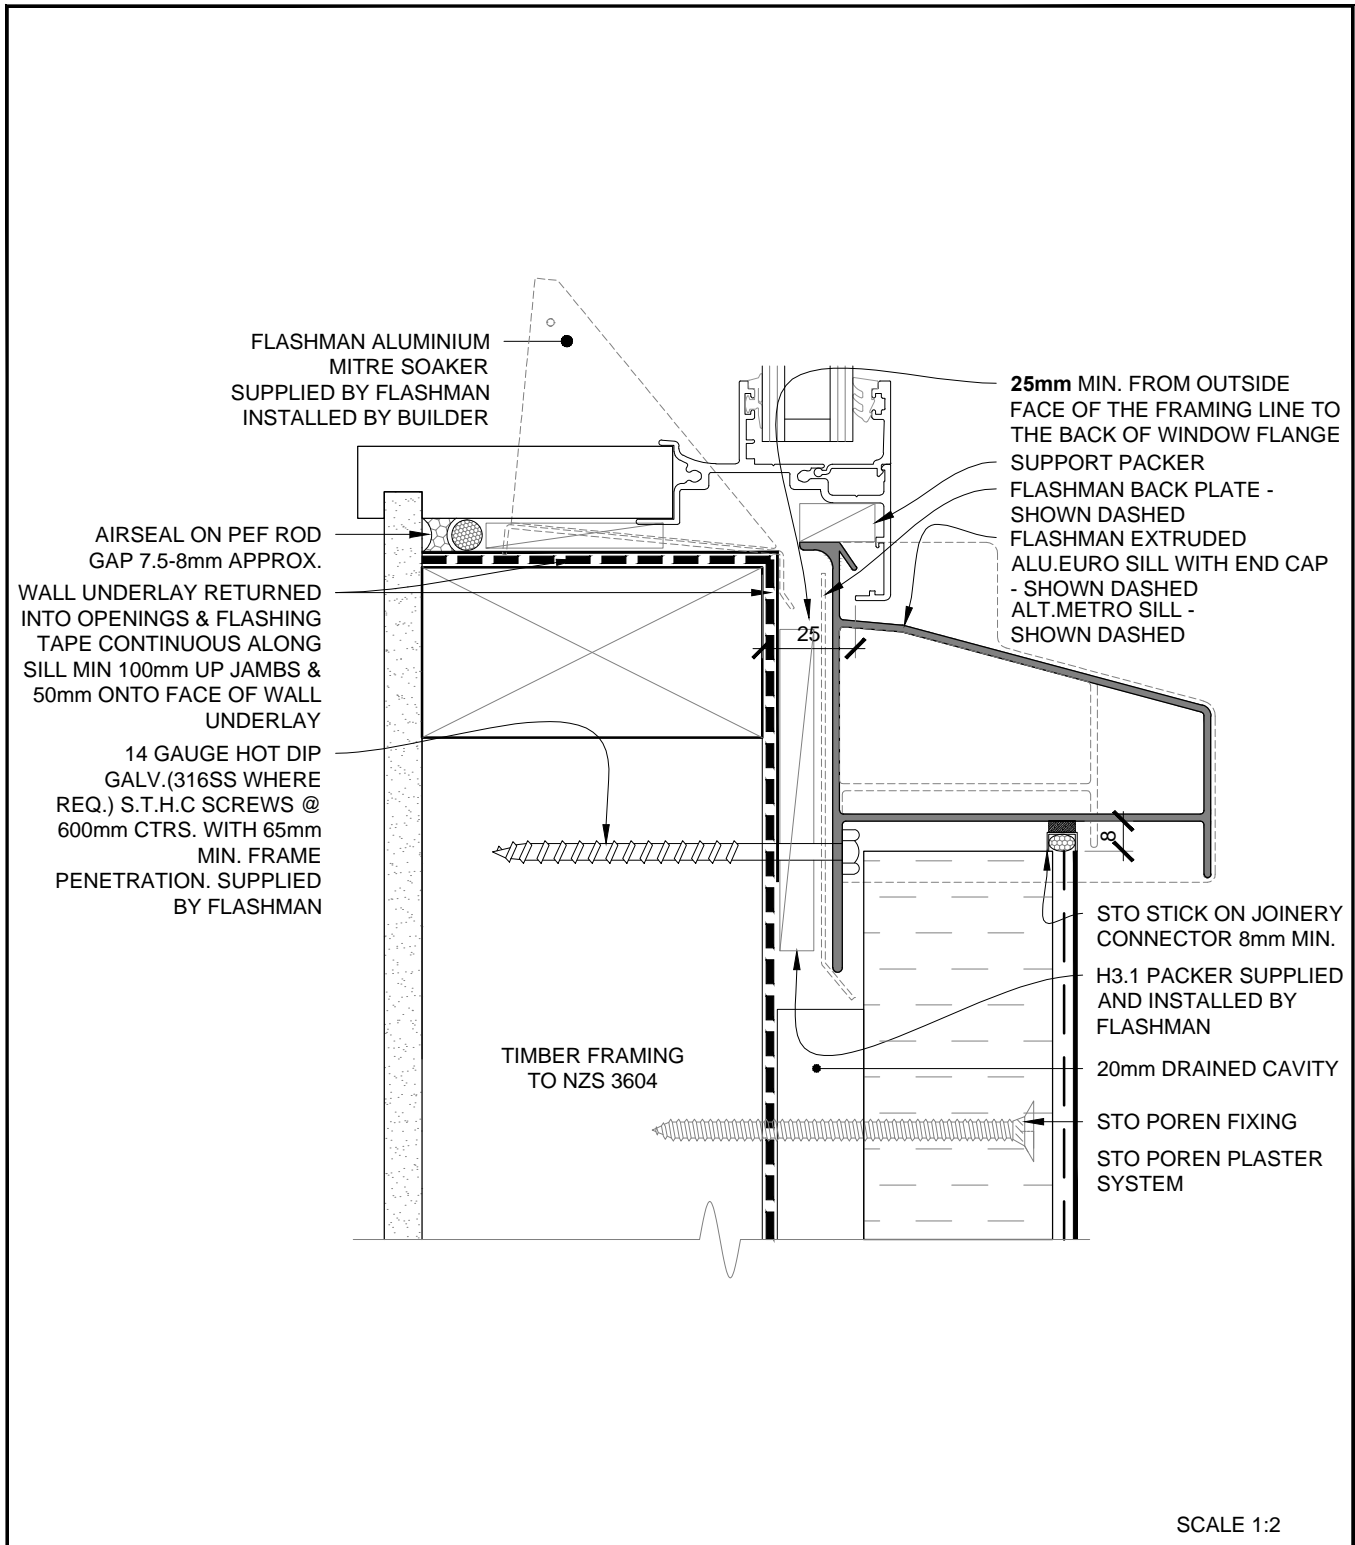 FLASHMAN ALUMINIUM
MITRE SOAKER
SUPPLIED BY FLASHMAN
INSTALLED BY BUILDER
AIRSEAL ON PEF ROD
GAP 7.5-8mm APPROX.
WALL UNDERLAY RETURNED
INTO OPENINGS & FLASHING
TAPE CONTINUOUS ALONG
SILL MIN 100mm UP JAMBS &
50mm ONTO FACE OF WALL
UNDERLAY
14 GAUGE HOT DIP
GALV.(316SS WHERE
REQ.) S.T.H.C SCREWS @
600mm CTRS. WITH 65mm
MIN. FRAME
PENETRATION. SUPPLIED
BY FLASHMAN
TIMBER FRAMING
TO NZS 3604
25
8
25mm MIN. FROM OUTSIDE
FACE OF THE FRAMING LINE TO
THE BACK OF WINDOW FLANGE
SUPPORT PACKER
FLASHMAN BACK PLATE -
SHOWN DASHED
FLASHMAN EXTRUDED
ALU.EURO SILL WITH END CAP
- SHOWN DASHED
ALT.METRO SILL -
SHOWN DASHED
STO STICK ON JOINERY
CONNECTOR 8mm MIN.
H3.1 PACKER SUPPLIED
AND INSTALLED BY
FLASHMAN
20mm DRAINED CAVITY
STO POREN FIXING
STO POREN PLASTER
SYSTEM
SCALE 1:2